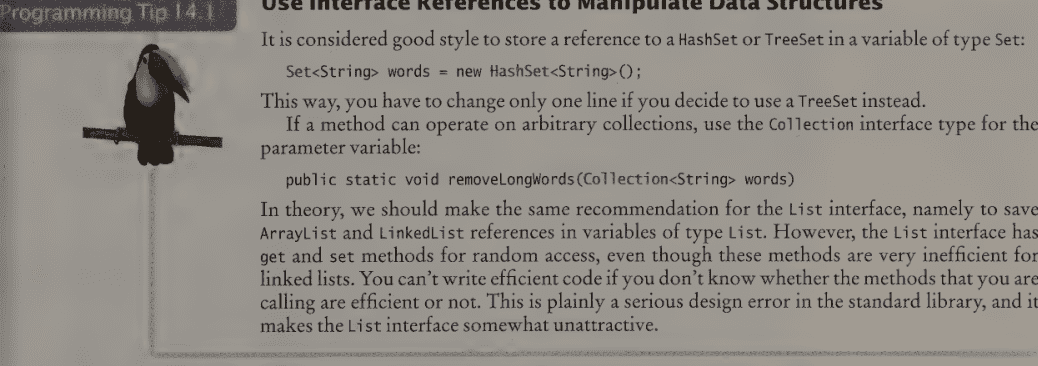 Programming Tip 14.1
Use Interface References to Manipulate Data Structures
It is considered good style to store a reference to a HashSet or TreeSet in a variable of type Set:
Set<String> words = new HashSet<String>();
This way, you have to change only one line if you decide to use a TreeSet instead.
If a method can operate on arbitrary collections, use the Collection interface type for the
parameter variable:
public static void removeLongWords(Collection<String> words)
In theory, we should make the same recommendation for the List interface, namely to save
ArrayList and LinkedList references in variables of type List. However, the List interface has
get and set methods for random access, even though these methods are very inefficient for
linked lists. You can't write efficient code if you don't know whether the methods that you are
calling are efficient or not. This is plainly a serious design error in the standard library, and it
makes the List interface somewhat unattractive.